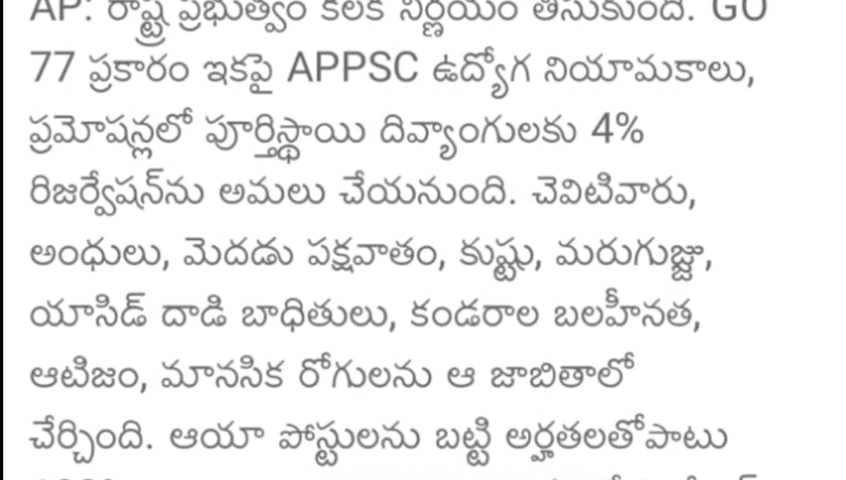 AP: రాష్ట్ర ప్రభుత్వం కీలక నిర్ణయం తీసుకుంది. GO
77 ప్రకారం ఇకపై APPSC ఉద్యోగ నియామకాలు,
ప్రమోషన్లలో పూర్తిస్థాయి దివ్యాంగులకు 4%
రిజర్వేషన్‌ను అమలు చేయనుంది. చెవిటివారు,
అంధులు, మెదడు పక్షవాతం, కుష్టు, మరుగుజ్జు,
యాసిడ్ దాడి బాధితులు, కండరాల బలహీనత,
ఆటిజం, మానసిక రోగులను ఆ జాబితాలో
చేర్చింది. ఆయా పోస్టులను బట్టి అర్హతలతోపాటు